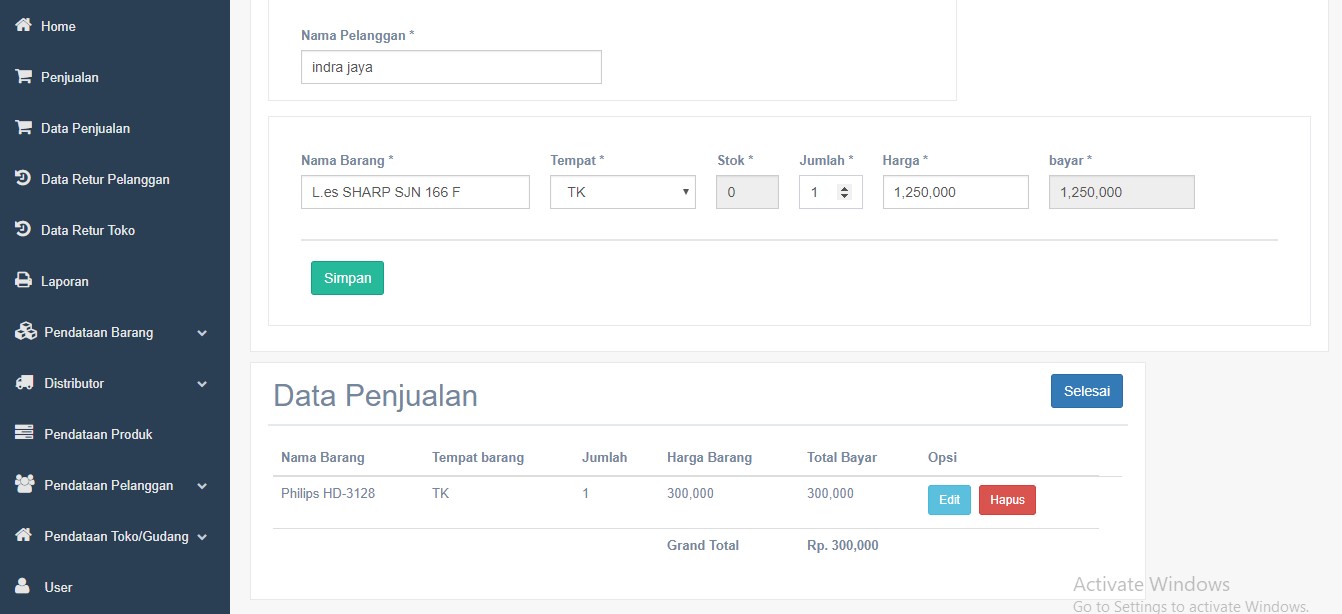 Home
Penjualan
Data Penjualan
Data Retur Pelanggan
Data Retur Toko
Laporan
Pendataan Barang
Distributor
Pendataan Produk
Pendataan Pelanggan
Pendataan Toko/Gudang
User
Nama Pelanggan *
indra jaya
Nama Barang * Tempat * Stok * Jumlah * Harga * bayar *
L.es SHARP SJN 166 F TK 0 1 1,250,000 1,250,000
Simpan
Data Penjualan Selesai
Nama Barang Tempat barang Jumlah Harga Barang Total Bayar Opsi
Philips HD-3128 TK 1 300,000 300,000 Edit Hapus
Grand Total Rp. 300,000
Activate Windows
Go to Settings to activate Windows.